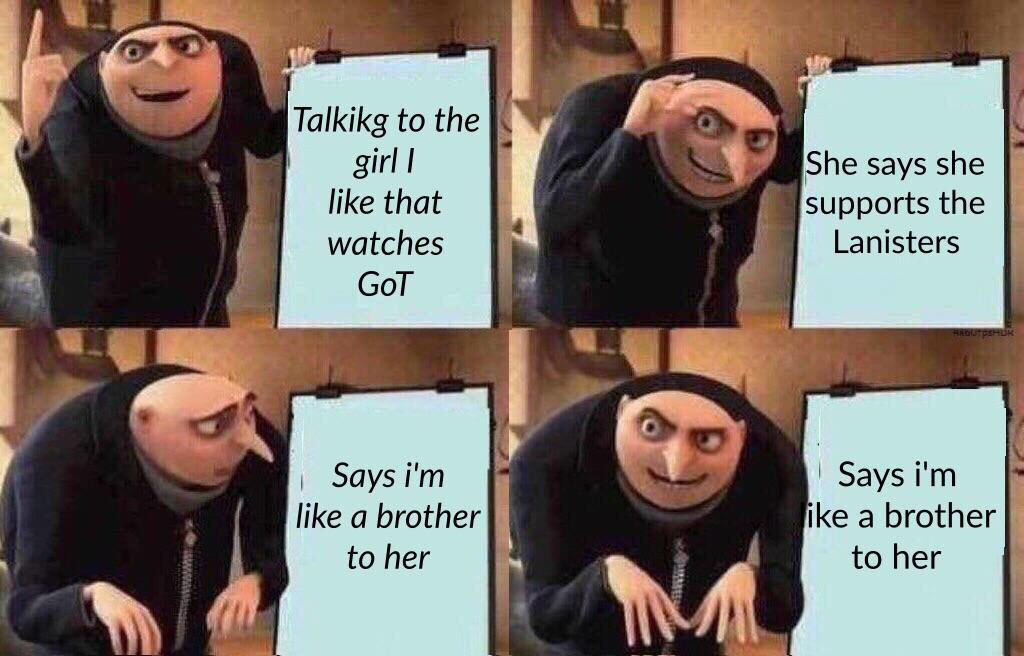 Talkikg to the
girl I
like that
watches
GoT
She says she
supports the
Lanisters
Says i'm
like a brother
to her
Says i'm
like a brother
to her